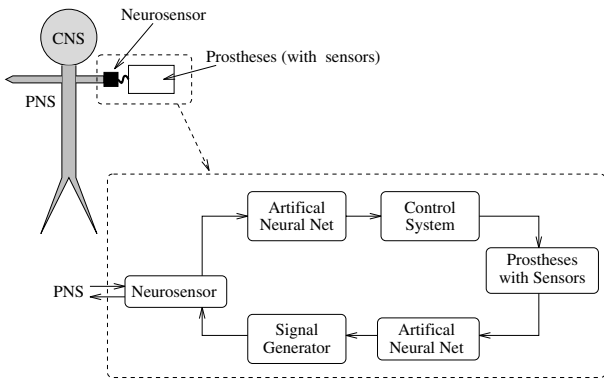 Neurosensor
CNS
Prostheses (with sensors)
PNS
Artifical
Neural Net
Control
System
Prostheses
with Sensors
PNS
Neurosensor
Signal
Generator
Artifical
Neural Net